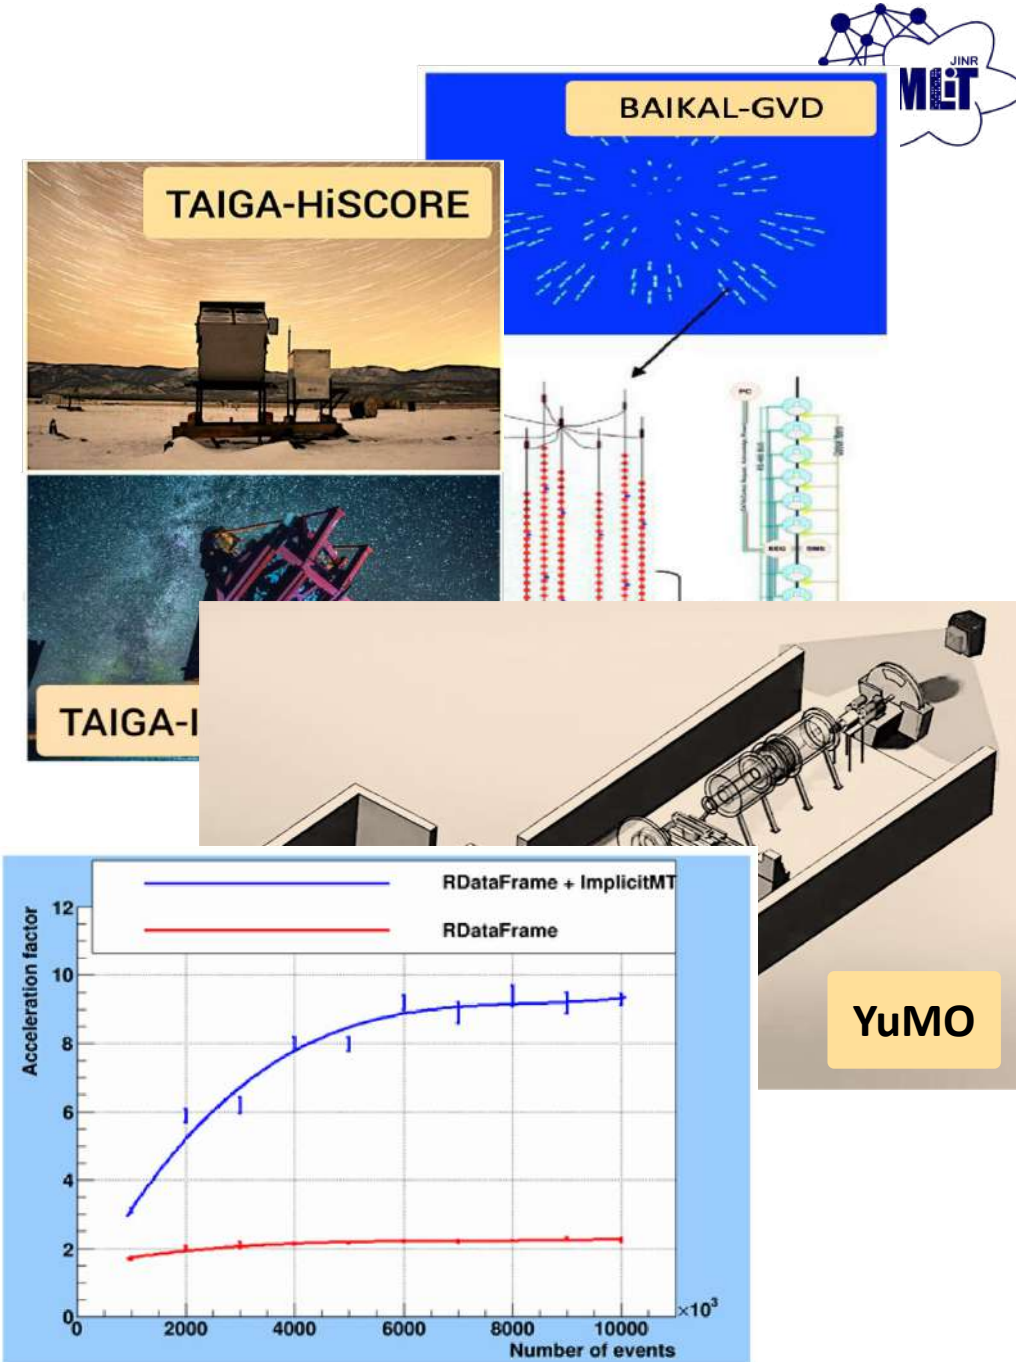 JINR
MLiT
BAIKAL-GVD
TAIGA-HiSCORE
PC
TAIGA-I
YuMO
RDataFrame + ImplicitMT
RDataFrame
Acceleration factor
12
10
8
6
4
2
0
0 2000 4000 6000 8000 10000
×10³
Number of events